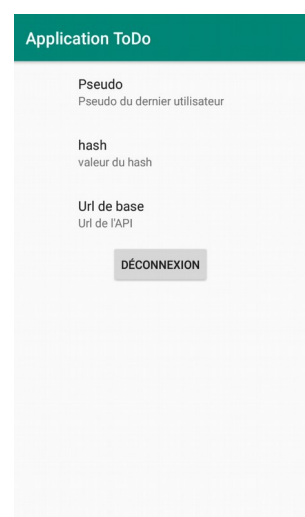 Application ToDo
Pseudo
Pseudo du dernier utilisateur
hash
valeur du hash
Url de base
Url de l'API
DÉCONNEXION